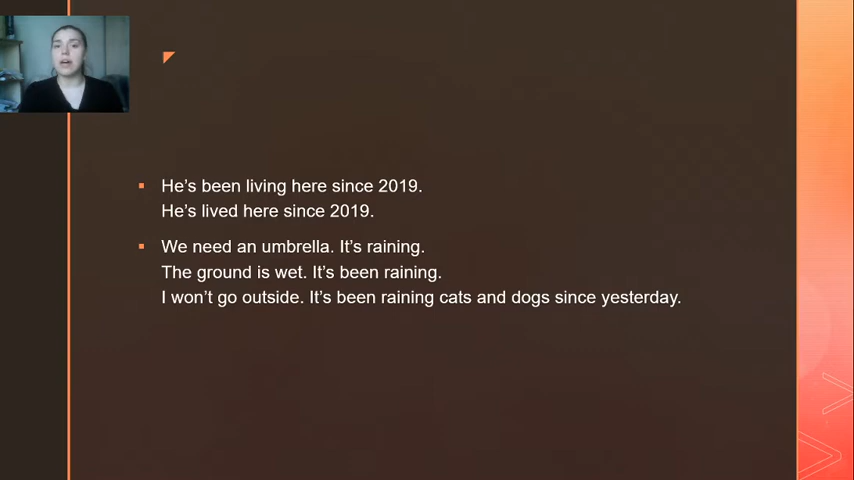 He’s been living here since 2019.
He’s lived here since 2019.
We need an umbrella. It’s raining.
The ground is wet. It’s been raining.
I won’t go outside. It’s been raining cats and dogs since yesterday.